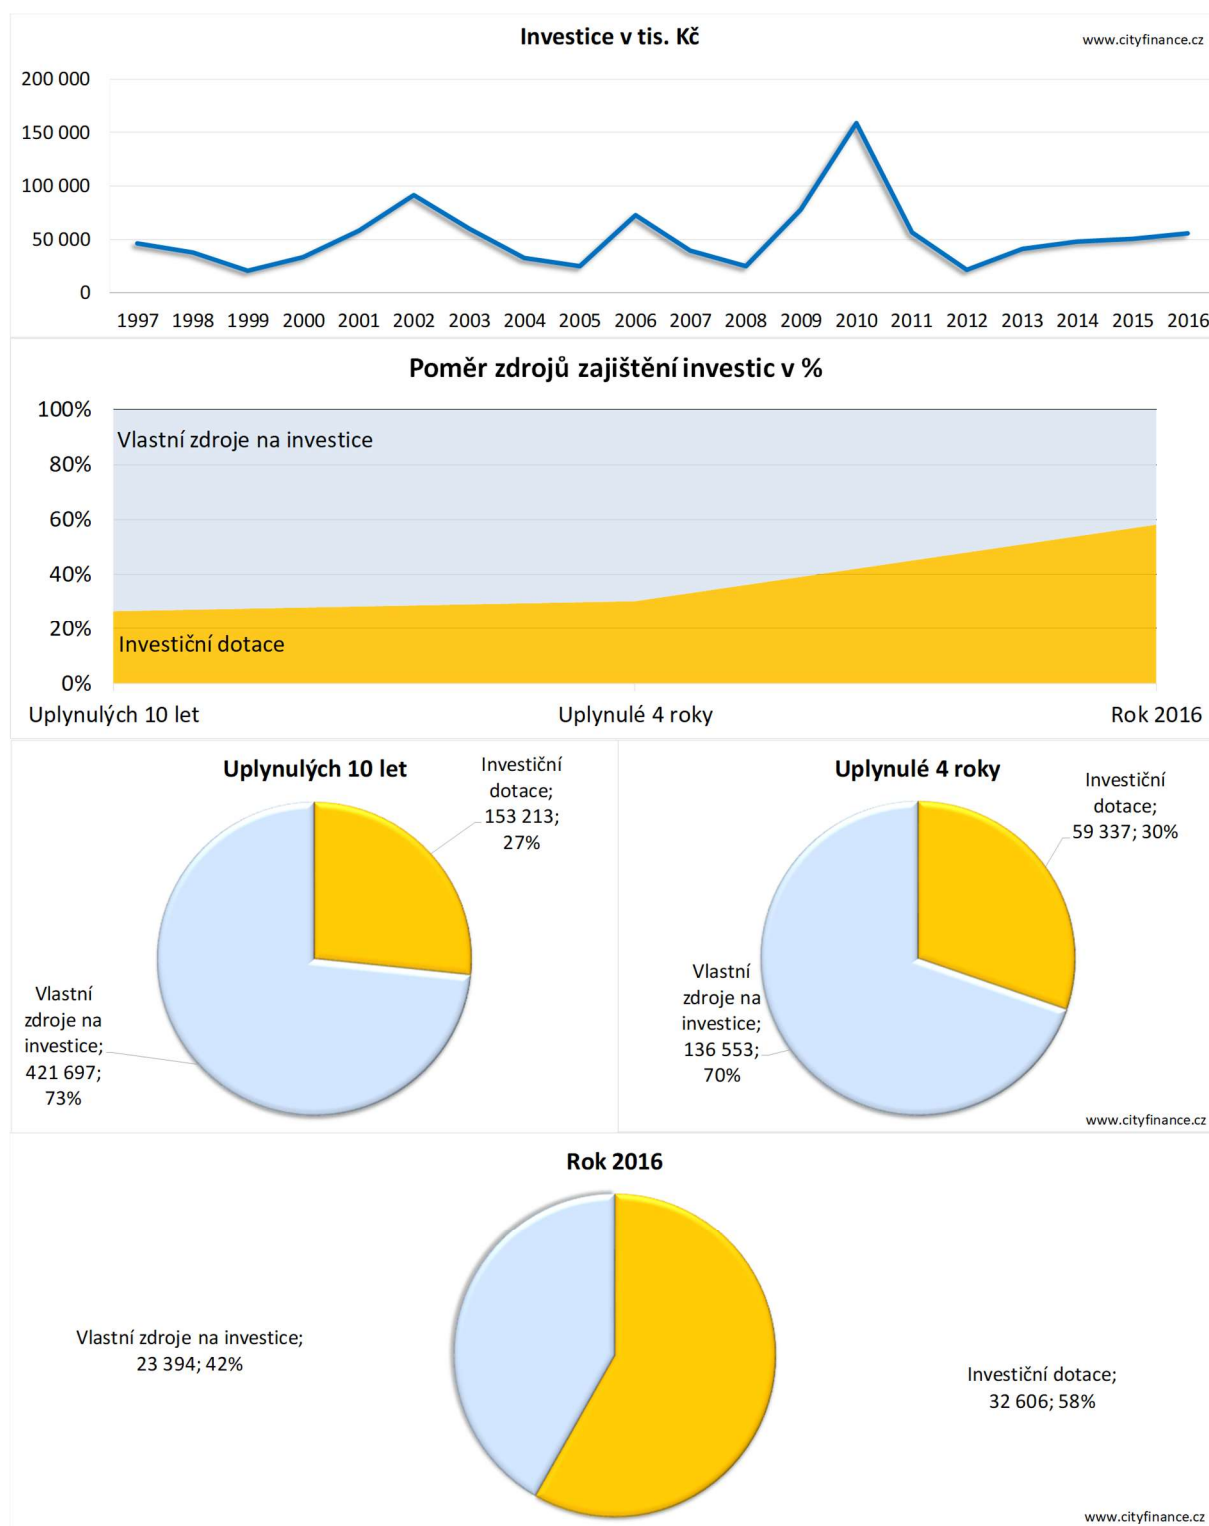 Investice v tis. Kč
www.cityfinance.cz
200 000
150 000
100 000
50 000
0
1997 1998 1999 2000 2001 2002 2003 2004 2005 2006 2007 2008 2009 2010 2011 2012 2013 2014 2015 2016
Poměr zdrojů zajištění investic v %
100%
Vlastní zdroje na investice
80%
60%
40%
20%
Investiční dotace
0%
Uplynulých 10 let Uplynulé 4 roky Rok 2016
Uplynulých 10 let
Investiční
dotace;
153 213;
27%
Vlastní
zdroje na
investice;
421 697;
73%
Uplynulé 4 roky
Investiční
dotace;
59 337; 30%
Vlastní
zdroje na
investice;
136 553;
70%
www.cityfinance.cz
Rok 2016
Vlastní zdroje na investice;
23 394; 42%
Investiční dotace;
32 606; 58%
www.cityfinance.cz